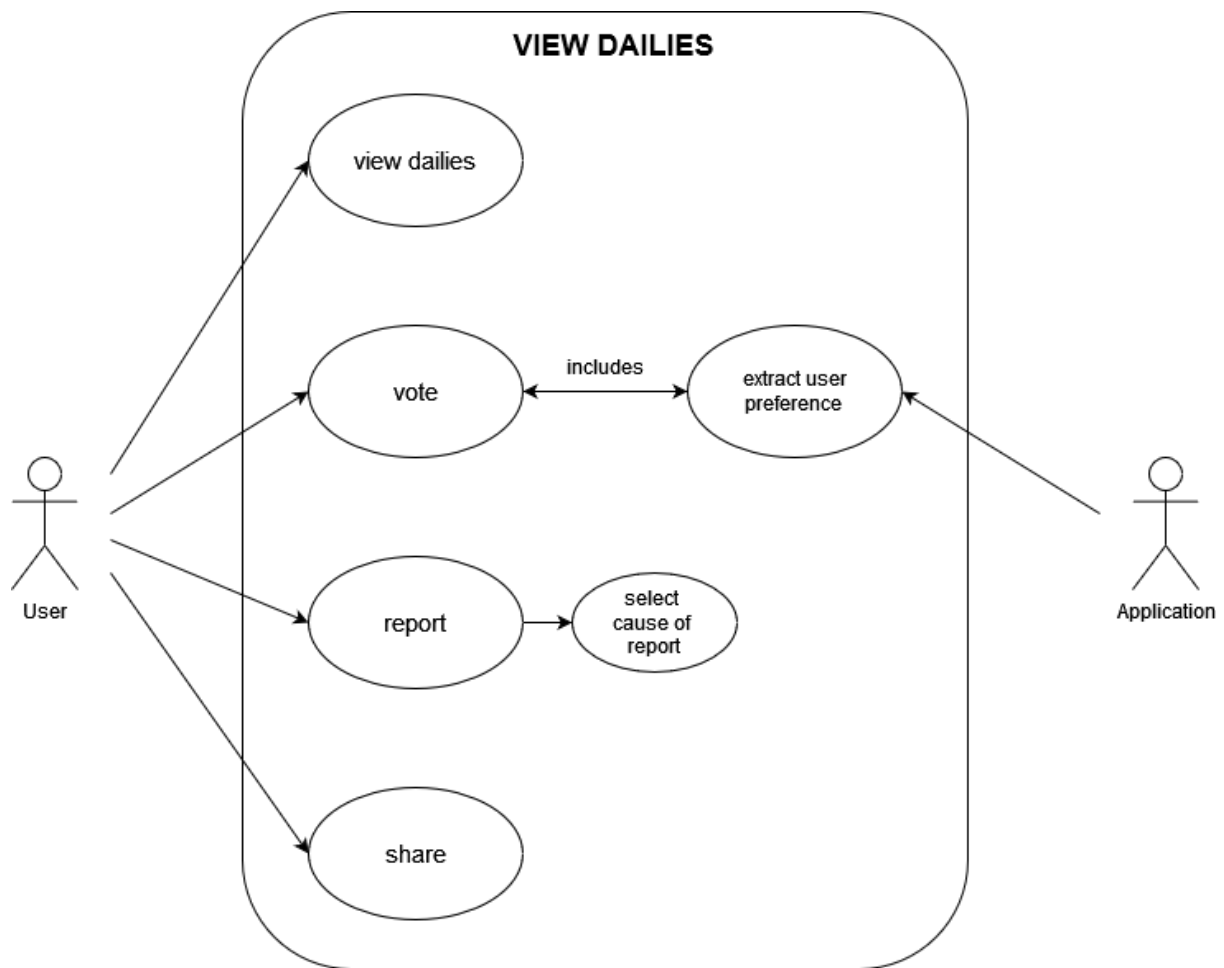 VIEW DAILIES
view dailies
vote
includes
extract user
preference
User
Application
report
select
cause of
report
share